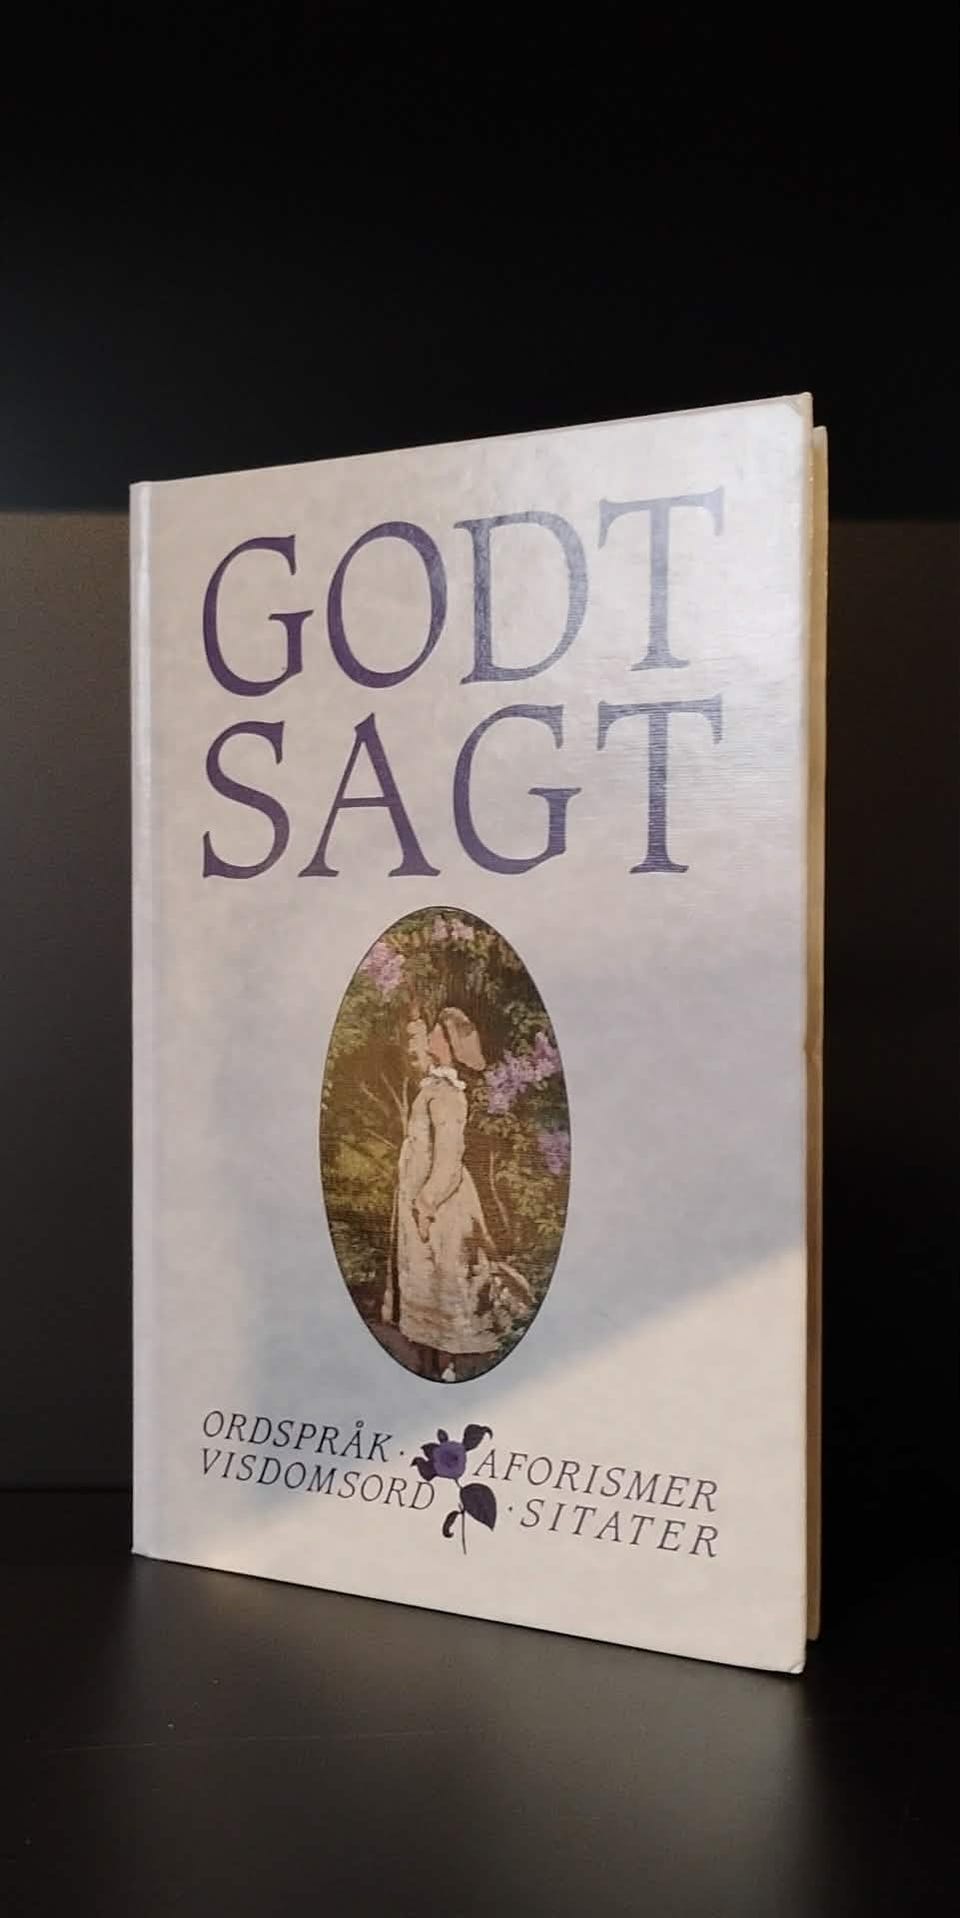 GODT
SAGT
ORDSPRÅK · AFORISMER
VISDOMSORD · SITATER